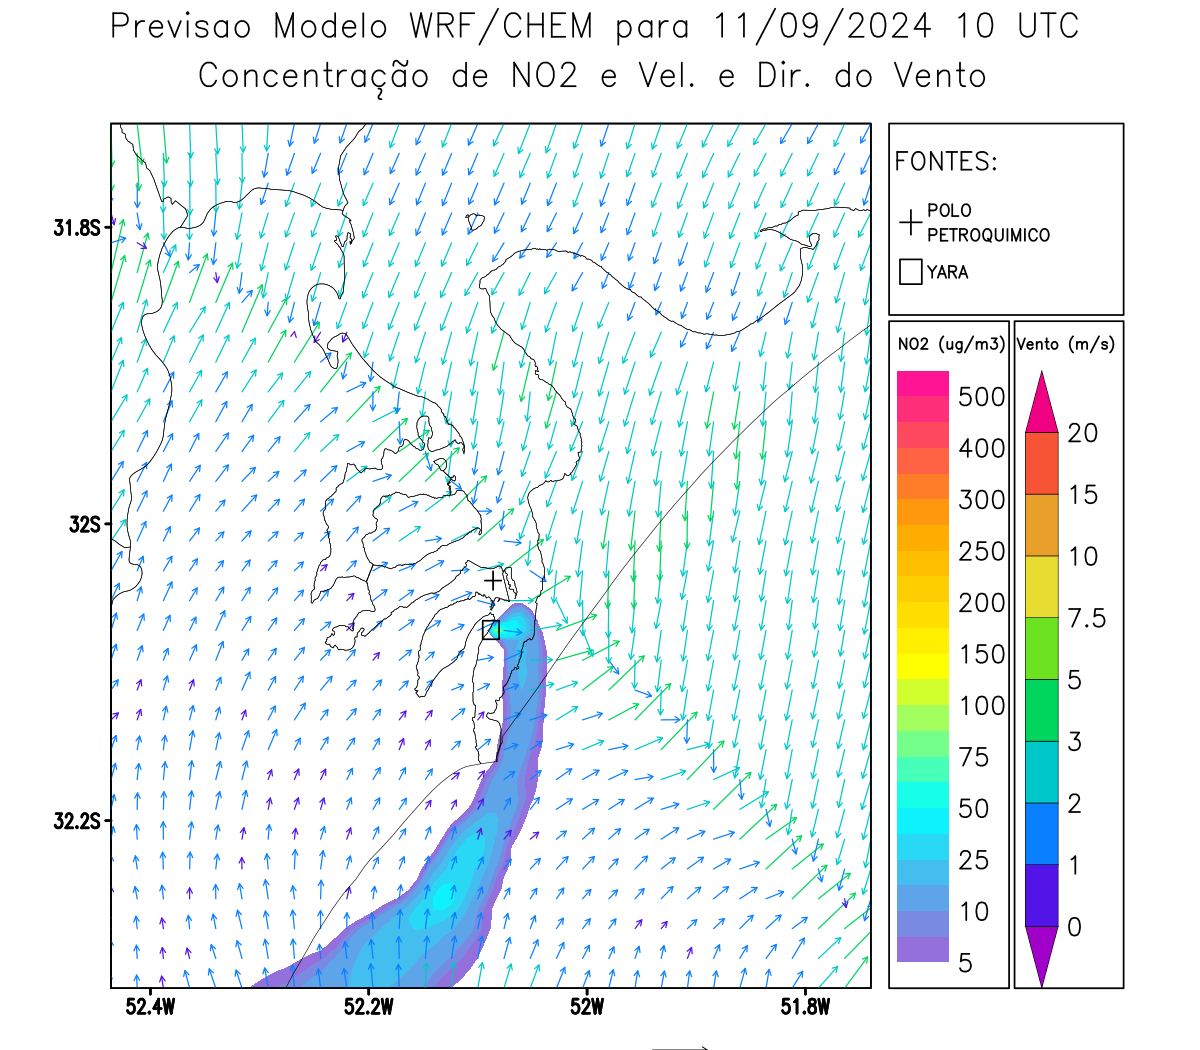 Previsao Modelo WRF/CHEM para 11/09/2024 10 UTC
Concentração de NO2 e Vel. e Dir. do Vento
FONTES:
POLO
PETROQUIMICO
YARA
NO2 (ug/m3)
500
400
300
250
200
150
100
75
50
25
10
5
Vento (m/s)
20
15
10
7.5
5
3
2
1
0
31.8S
32S
32.2S
52.4W
52.2W
52W
51.8W